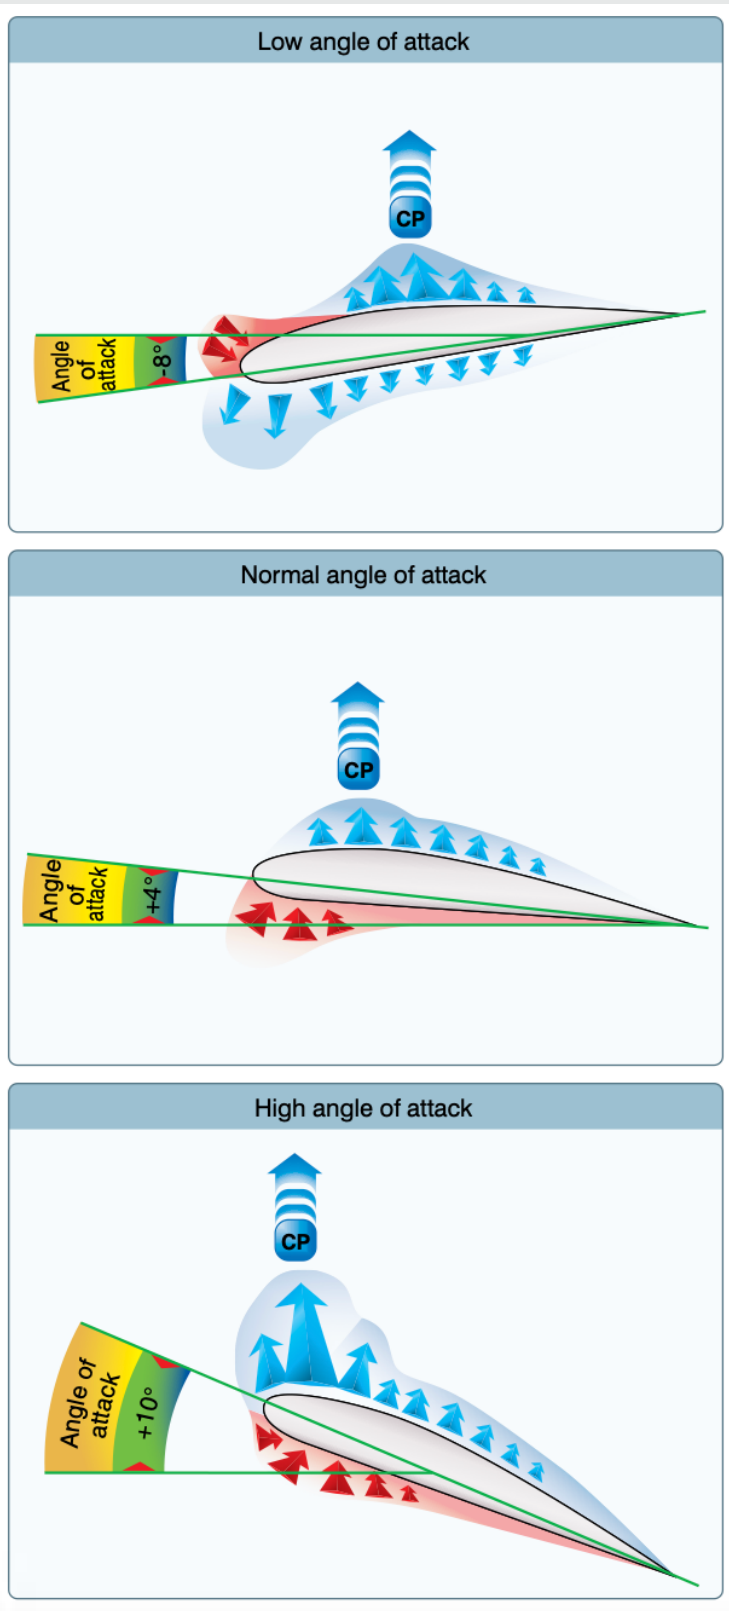 Low angle of attack
CP
Angle
of
attack
-8°
Normal angle of attack
CP
Angle
of
attack
+4°
High angle of attack
CP
Angle of
attack
+10°